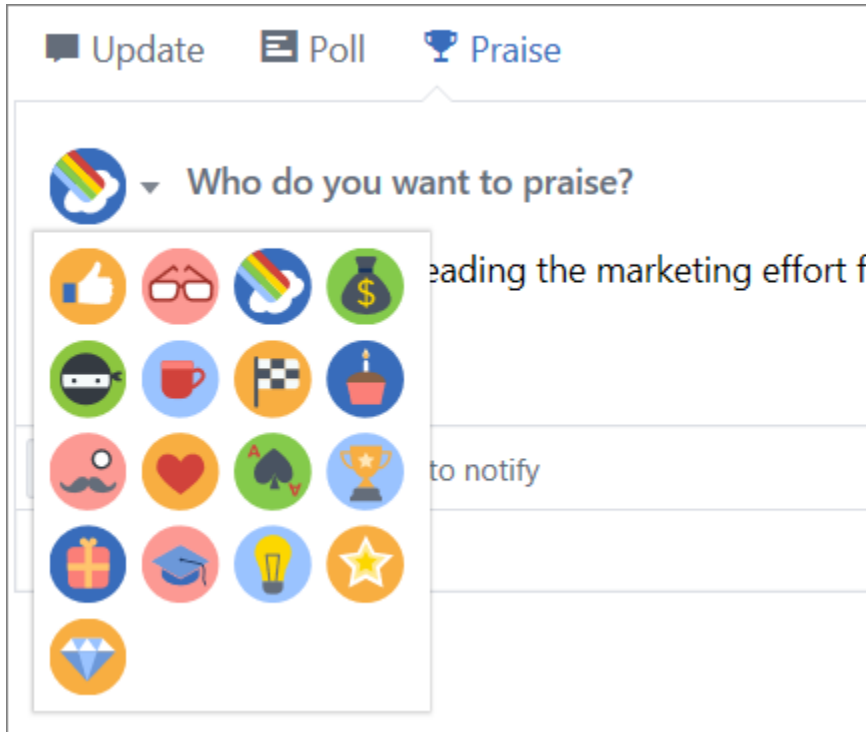 Update Poll Praise
Who do you want to praise?
eading the marketing effort f
$
A
A
to notify